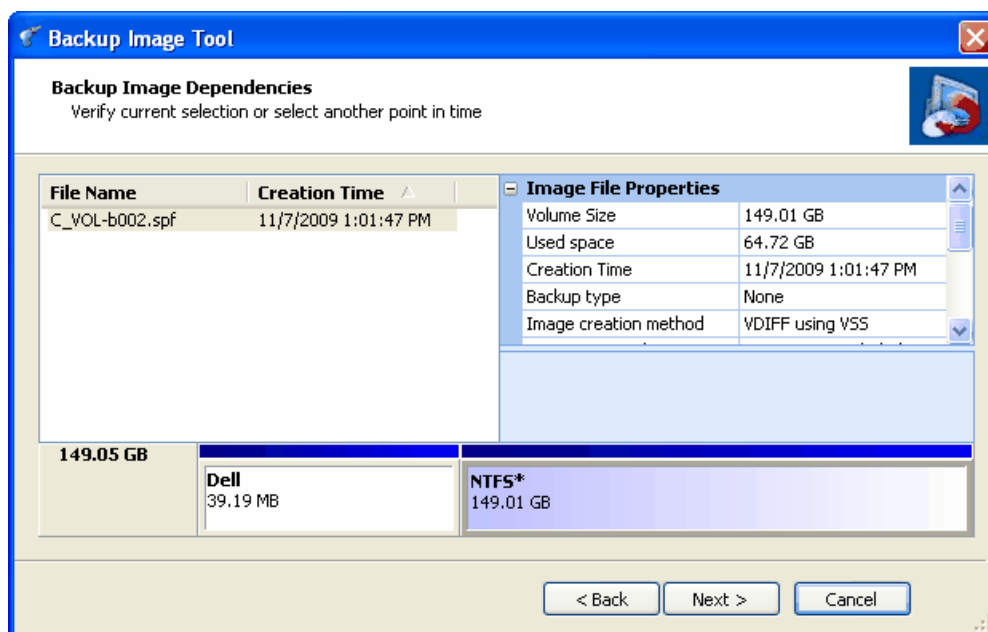 Backup Image Tool
Backup Image Dependencies
Verify current selection or select another point in time
File Name Creation Time
C_VOL-b002.spf 11/7/2009 1:01:47 PM
Image File Properties
Volume Size 149.01 GB
Used space 64.72 GB
Creation Time 11/7/2009 1:01:47 PM
Backup type None
Image creation method VDIFF using VSS
149.05 GB
Dell
39.19 MB
NTFS*
149.01 GB
< Back Next > Cancel